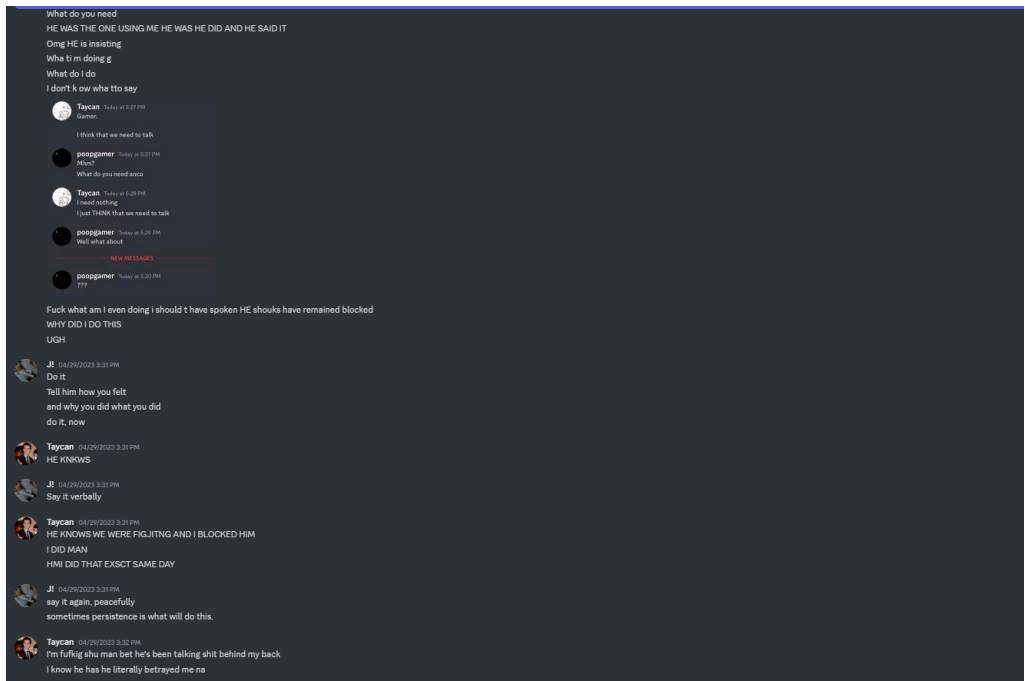 What do you need
HE WAS THE ONE USING ME HE WAS HE DID AND HE SAID IT
Omg HE is insisting
Wha ti m doing g
What do I do
I don't k ow wha tto say
Taycan Today at 5:27 PM
Gamer.
I think that we need to talk
poopgamer Today at 5:27 PM
Mhm?
What do you need anco
Taycan Today at 5:28 PM
I need nothing
I just THINK that we need to talk
poopgamer Today at 5:29 PM
Well what about
NEW MESSAGES
poopgamer Today at 5:30 PM
???
Fuck what am I even doing i should t have spoken HE shouks have remained blocked
WHY DID I DO THIS
UGH
J! 04/29/2023 3:31 PM
Do it
Tell him how you felt
and why you did what you did
do it, now
Taycan 04/29/2023 3:31 PM
HE KNKWS
J! 04/29/2023 3:31 PM
Say it verbally
Taycan 04/29/2023 3:31 PM
HE KNOWS WE WERE FIGJITNG AND I BLOCKED HIM
I DID MAN
HMI DID THAT EXSCT SAME DAY
J! 04/29/2023 3:31 PM
say it again, peacefully
sometimes persistence is what will do this.
Taycan 04/29/2023 3:32 PM
I'm fufkig shu man bet he's been talking shit behind my back
I know he has he literally betrayed me na